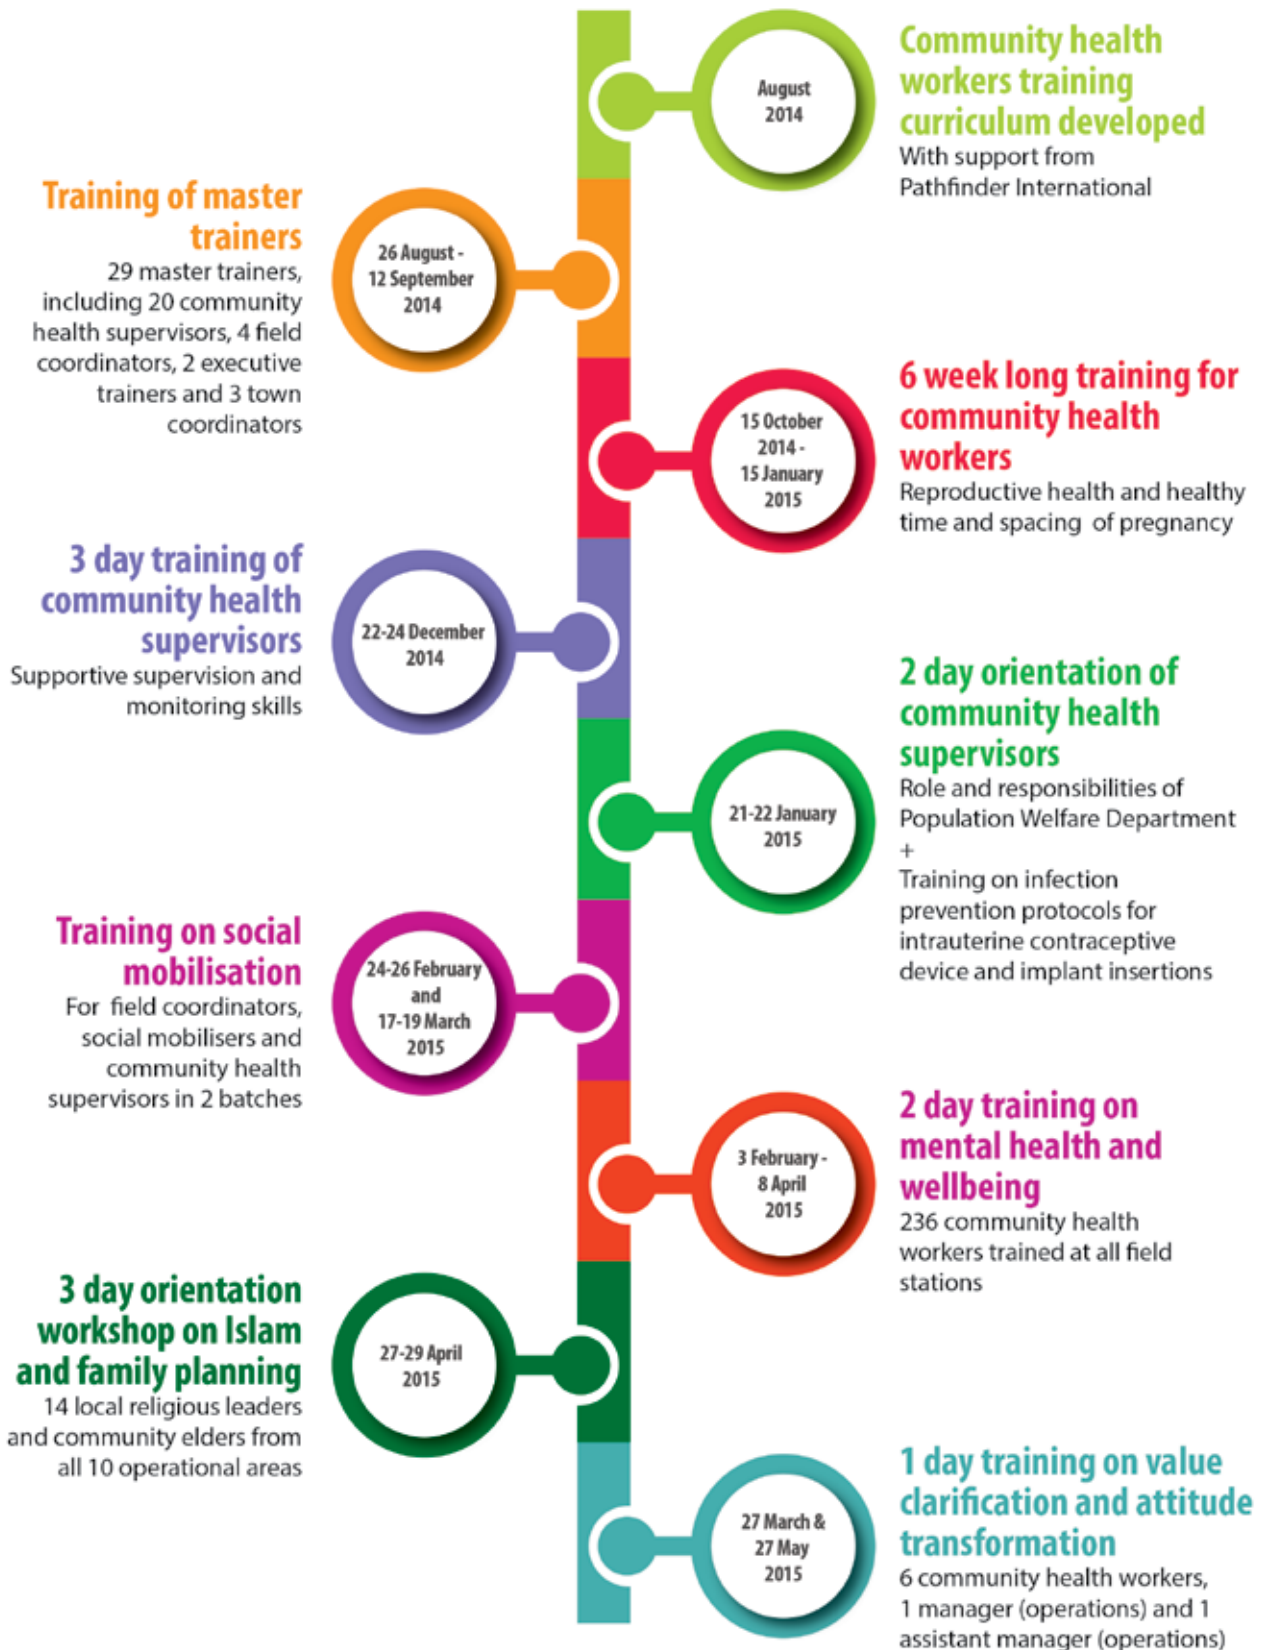 August
2014
Community health
workers training
curriculum developed
With support from
Pathfinder International
Training of master
trainers
29 master trainers,
including 20 community
health supervisors, 4 field
coordinators, 2 executive
trainers and 3 town
coordinators
26 August -
12 September
2014
15 October
2014 -
15 January
2015
6 week long training for
community health
workers
Reproductive health and healthy
time and spacing of pregnancy
3 day training of
community health
supervisors
Supportive supervision and
monitoring skills
22-24 December
2014
21-22 January
2015
2 day orientation of
community health
supervisors
Role and responsibilities of
Population Welfare Department
+
Training on infection
prevention protocols for
intrauterine contraceptive
device and implant insertions
Training on social
mobilisation
For field coordinators,
social mobilisers and
community health
supervisors in 2 batches
24-26 February
and
17-19 March
2015
3 February -
8 April
2015
2 day training on
mental health and
wellbeing
236 community health
workers trained at all field
stations
3 day orientation
workshop on Islam
and family planning
14 local religious leaders
and community elders from
all 10 operational areas
27-29 April
2015
27 March &
27 May
2015
1 day training on value
clarification and attitude
transformation
6 community health workers,
1 manager (operations) and 1
assistant manager (operations)